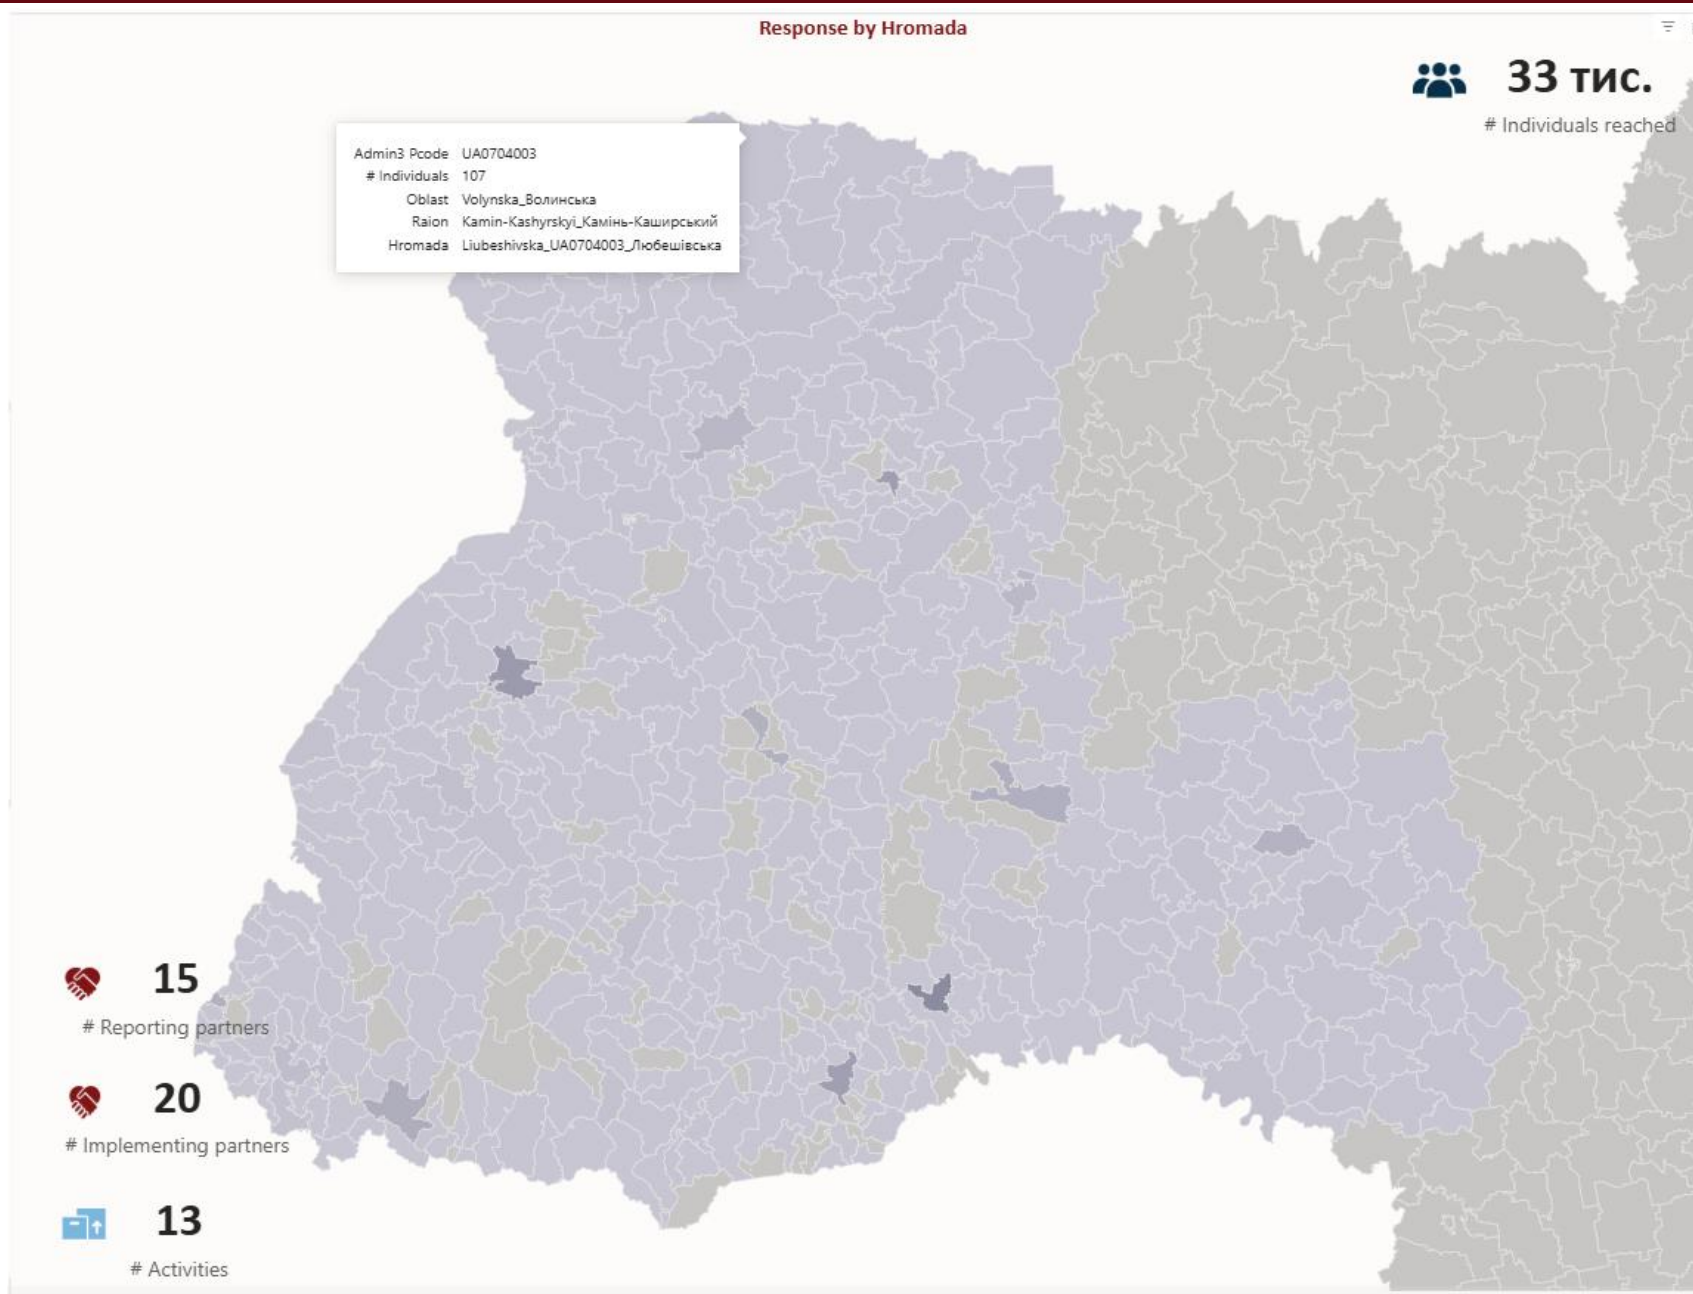 Response by Hromada
33 тис.
# Individuals reached
Admin3 Pcode UA0704003
# Individuals 107
Oblast Volynska_Волинська
Raion Kamin-Kashyrskyi_Камінь-Каширський
Hromada Liubeshivska_UA0704003_Любешівська
15
# Reporting partners
20
# Implementing partners
13
# Activities